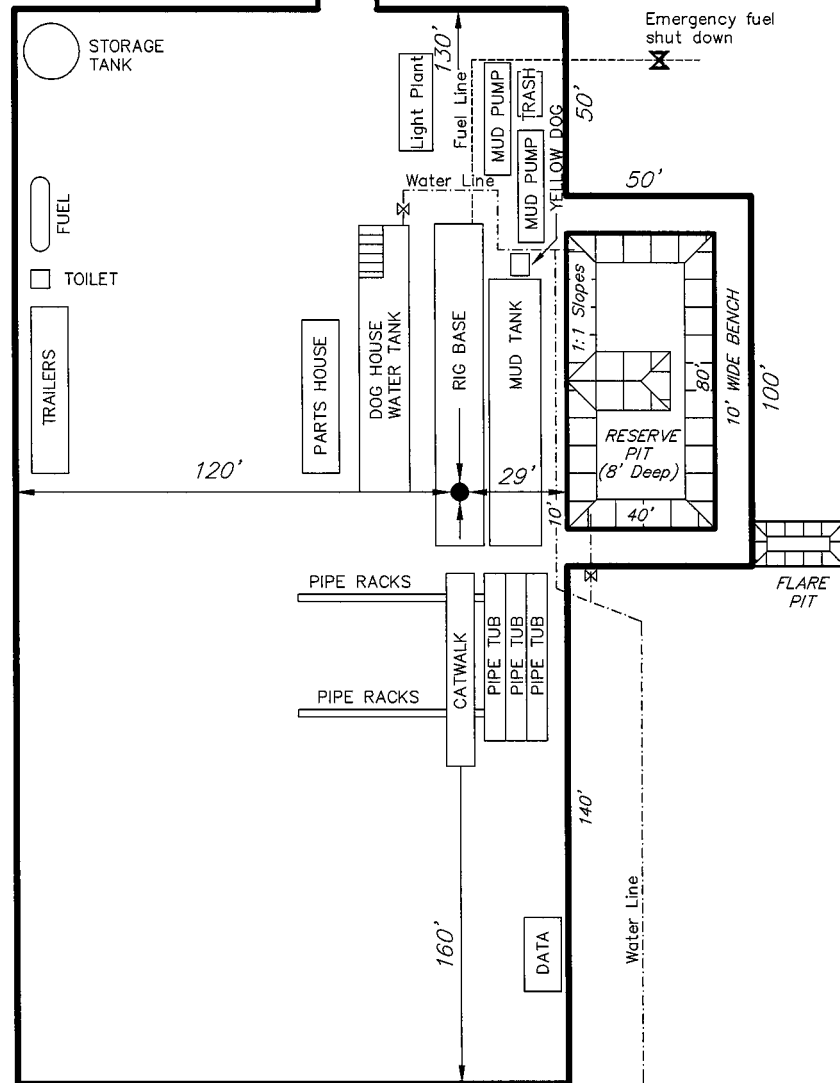 Emergency fuel
shut down
STORAGE
TANK
130'
Light Plant
Fuel Line
MUD PUMP
TRASH
50'
MUD PUMP
YELLOW DOG
Water Line
50'
FUEL
TOILET
TRAILERS
PARTS HOUSE
DOG HOUSE
WATER TANK
RIG BASE
MUD TANK
1:1 Slopes
80'
10' WIDE BENCH
100'
RESERVE
PIT
(8' Deep)
120'
29'
10'
40'
FLARE
PIT
PIPE RACKS
CATWALK
PIPE TUB
PIPE TUB
PIPE TUB
PIPE RACKS
140'
160'
DATA
Water Line